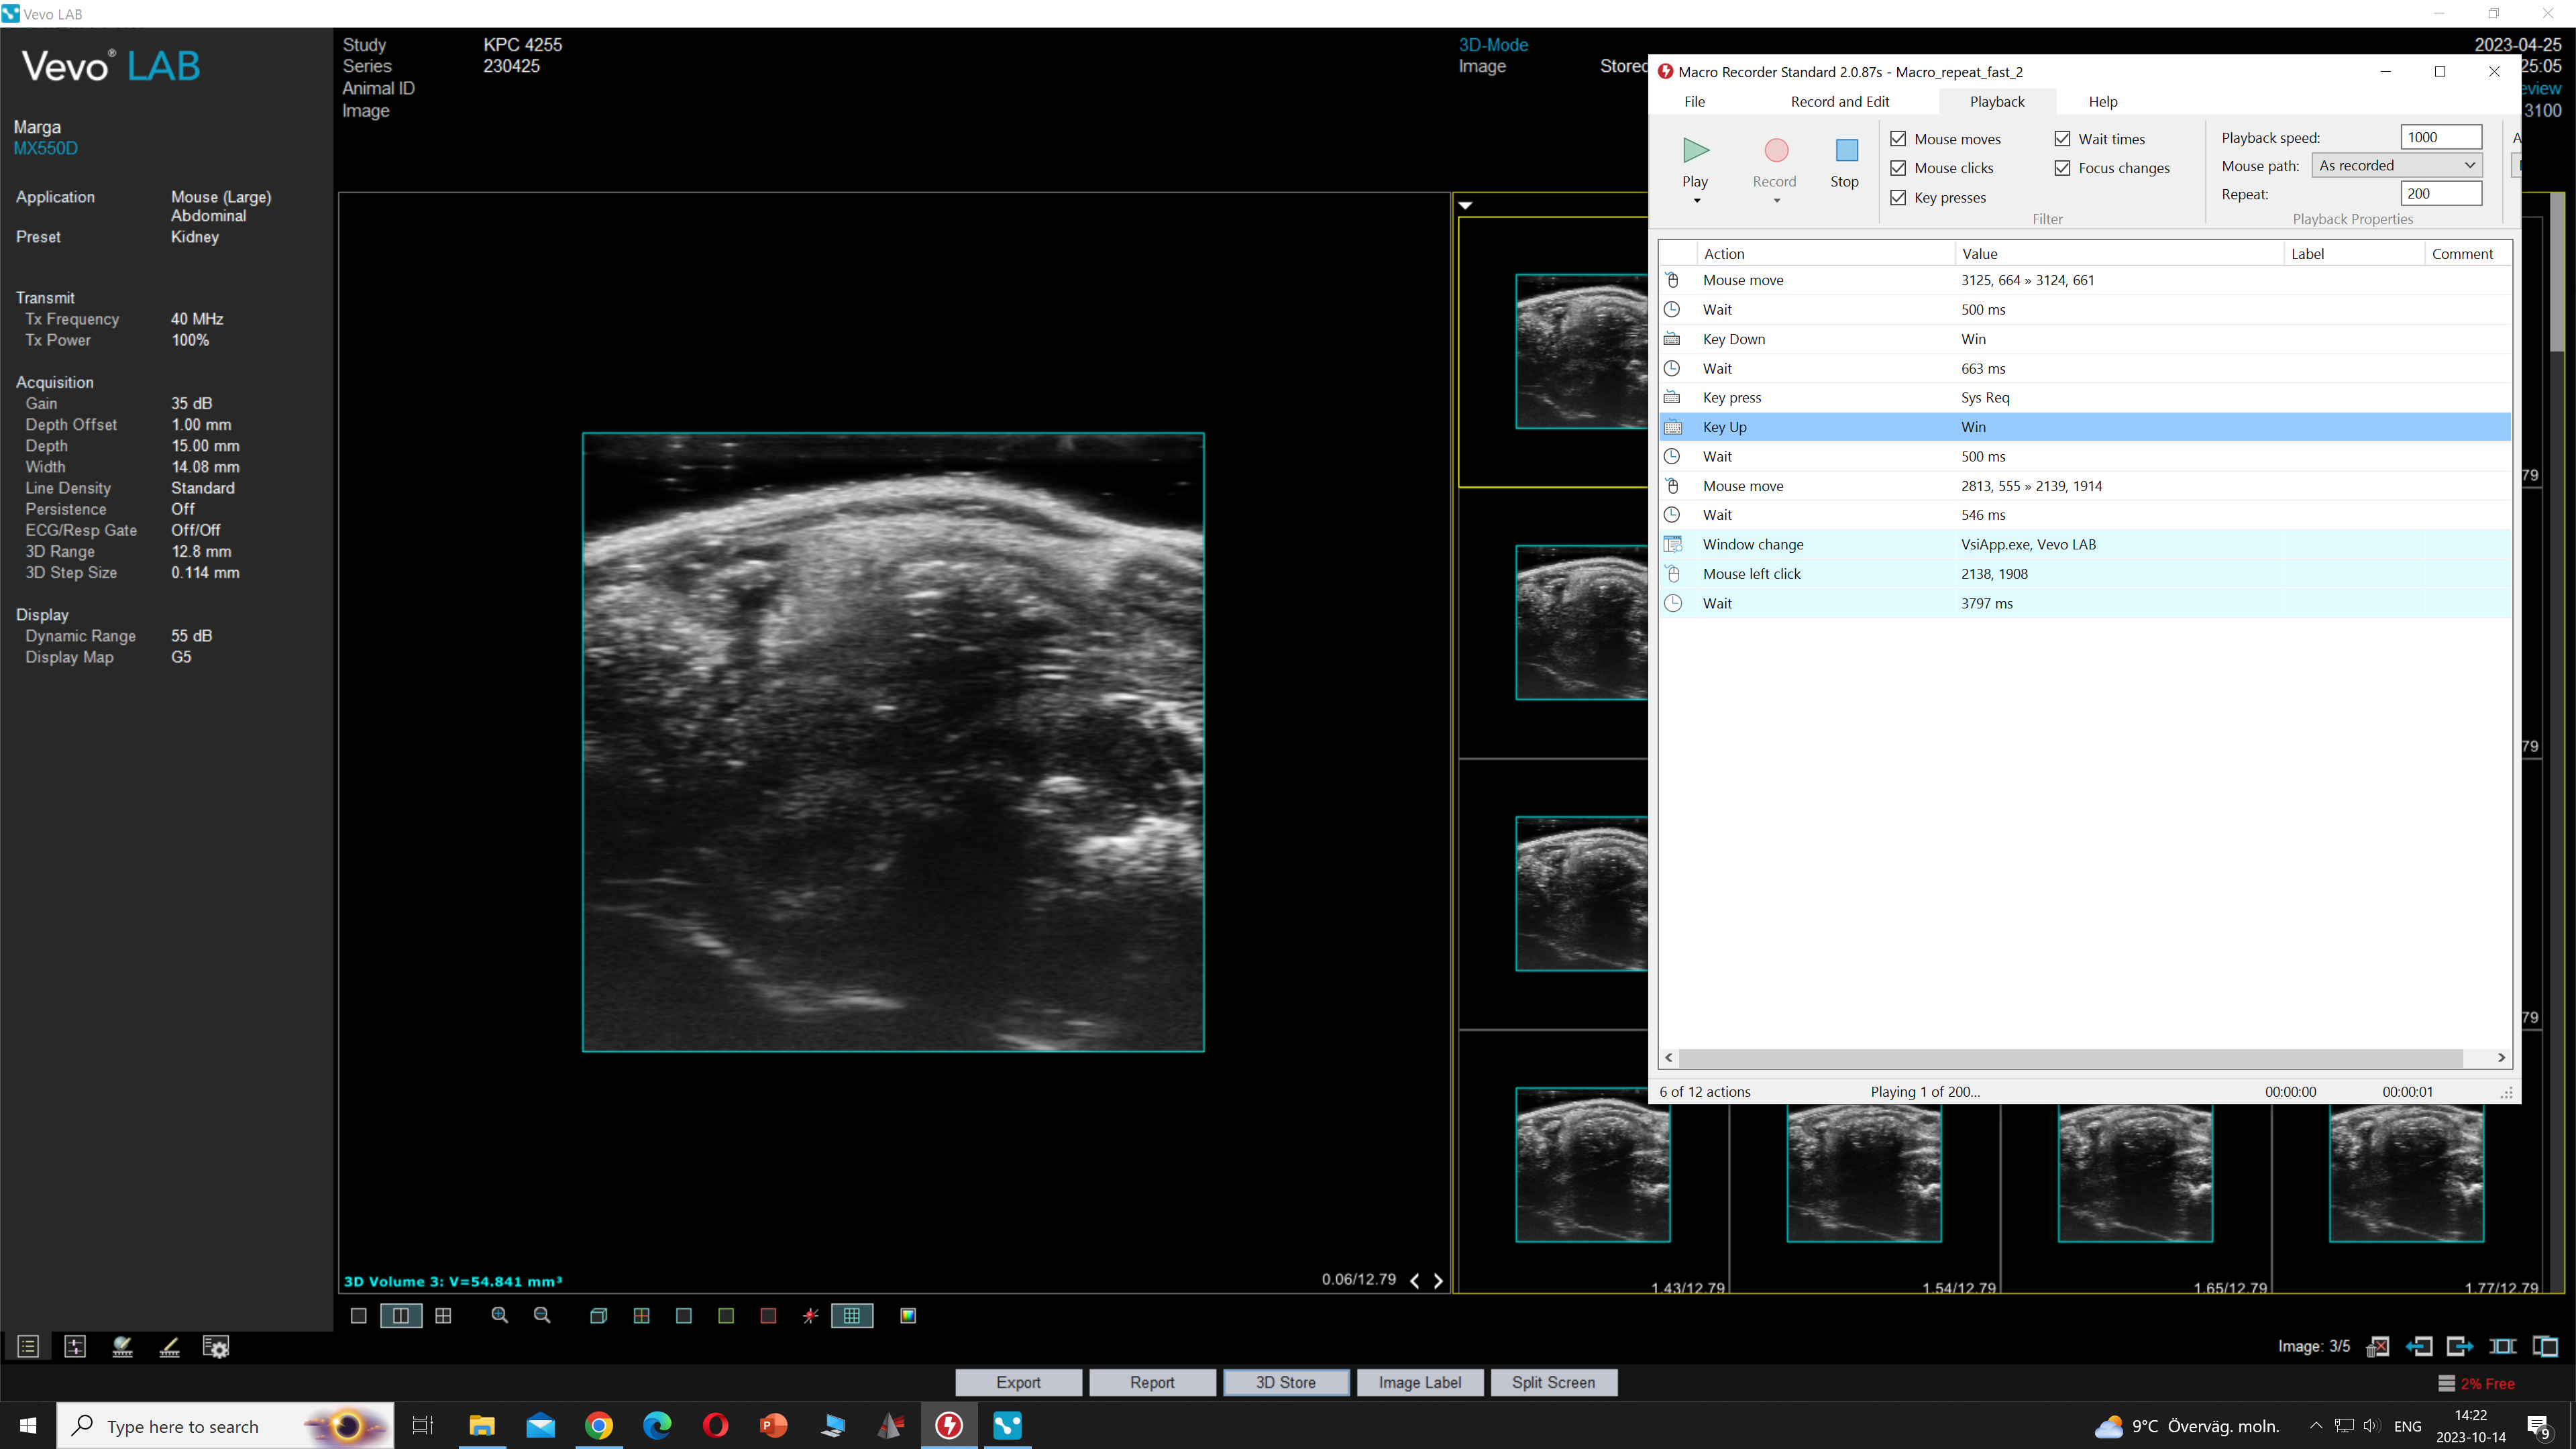 Vevo LAB
Vevo® LAB
Marga
MX550D
Application Mouse (Large)
Abdominal
Preset Kidney
Transmit
Tx Frequency 40 MHz
Tx Power 100%
Acquisition
Gain 35 dB
Depth Offset 1.00 mm
Depth 15.00 mm
Width 14.08 mm
Line Density Standard
Persistence Off
ECG/Resp Gate Off/Off
3D Range 12.8 mm
3D Step Size 0.114 mm
Display
Dynamic Range 55 dB
Display Map G5
Study KPC 4255
Series 230425
Animal ID
Image
3D-Mode
Image Stored
2023-04-25
25:05
eview
3100
Macro Recorder Standard 2.0.87s - Macro_repeat_fast_2
File Record and Edit Playback Help
Play Record Stop
Mouse moves Wait times
Mouse clicks Focus changes
Key presses
Filter
Playback speed: 1000
Mouse path: As recorded
Repeat: 200
Playback Properties
Action Value Label Comment
Mouse move 3125, 664 » 3124, 661
Wait 500 ms
Key Down Win
Wait 663 ms
Key press Sys Req
Key Up Win
Wait 500 ms
Mouse move 2813, 555 » 2139, 1914
Wait 546 ms
Window change VsiApp.exe, Vevo LAB
Mouse left click 2138, 1908
Wait 3797 ms
6 of 12 actions Playing 1 of 200... 00:00:00 00:00:01
79
79
79
1.43/12.79 1.54/12.79 1.65/12.79 1.77/12.79
3D Volume 3: V=54.841 mm³ 0.06/12.79
Image: 3/5
Export Report 3D Store Image Label Split Screen
2% Free
Type here to search
9°C Överväg. moln. ENG 14:22
2023-10-14
9